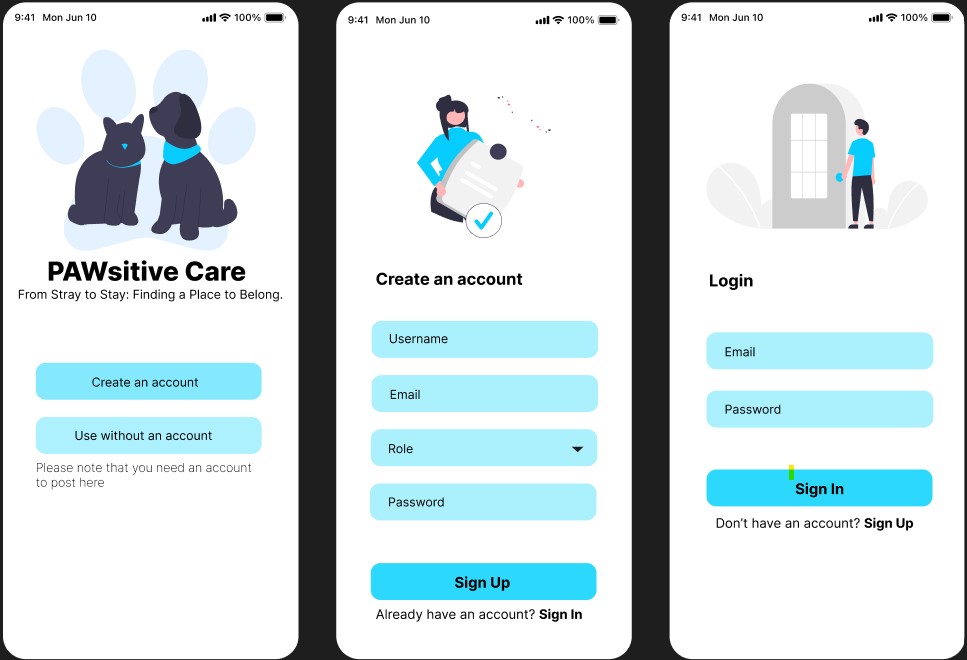 9:41 Mon Jun 10 100%
PAWsitive Care
From Stray to Stay: Finding a Place to Belong.
Create an account
Use without an account
Please note that you need an account
to post here
9:41 Mon Jun 10 100%
Create an account
Username
Email
Role
Password
Sign Up
Already have an account? Sign In
9:41 Mon Jun 10 100%
Login
Email
Password
Sign In
Don't have an account? Sign Up